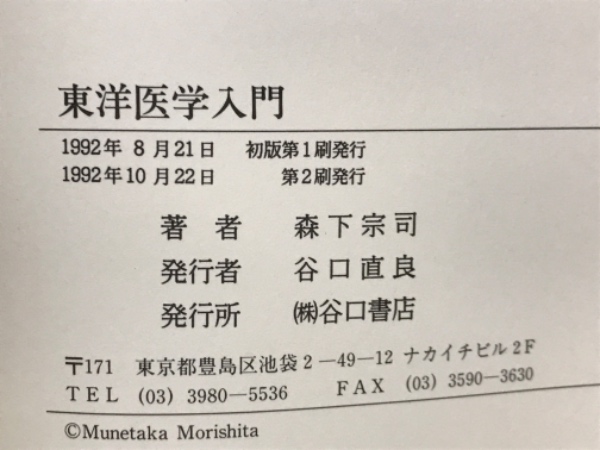 東洋医学入門
1992年 8 月21日 初版第1刷発行
1992年10月22日 第2刷発行
著 者 森下宗司
発行者 谷口直良
発行所 ㈱谷口書店
〒171 東京都豊島区池袋2―49―12 ナカイチビル2F
TEL (03) 3980―5536 FAX (03) 3590―3630
©Munetaka Morishita